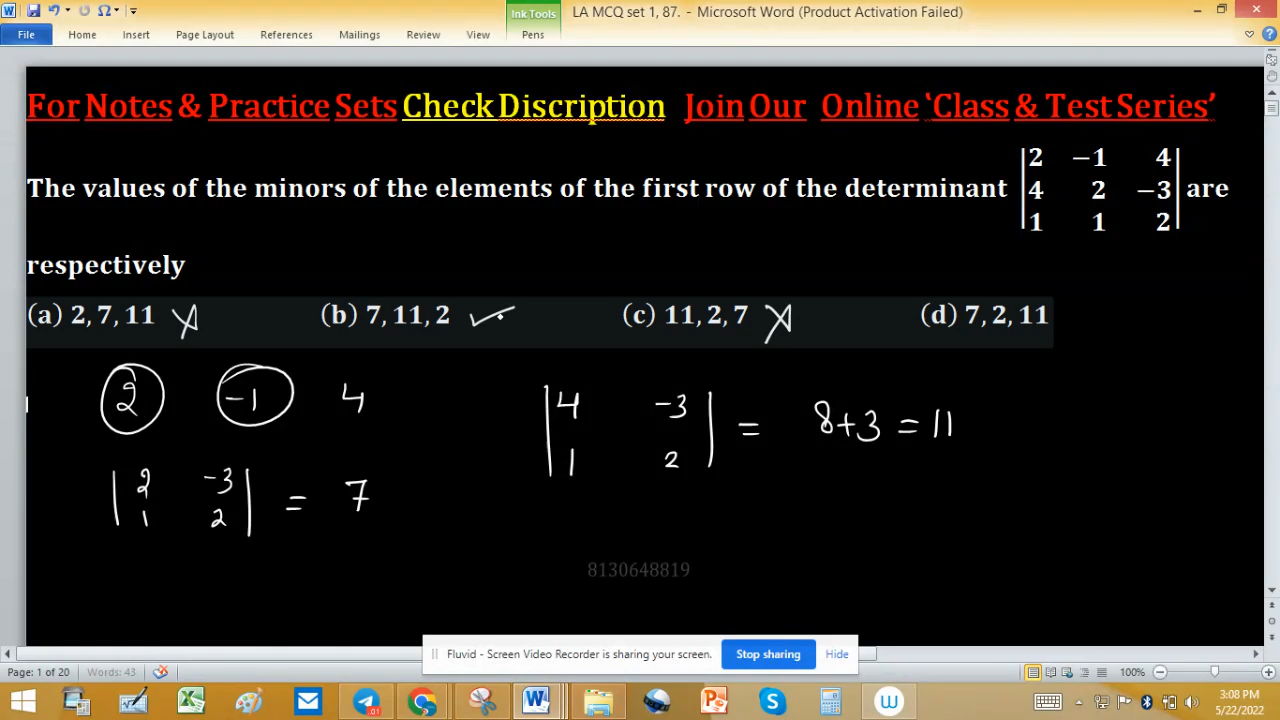 LA MCQ set 1, 87. - Microsoft Word (Product Activation Failed)
Ink Tools
File Home Insert Page Layout References Mailings Review View Pens
For Notes & Practice Sets Check Discription Join Our Online ‘Class & Test Series’
The values of the minors of the elements of the first row of the determinant |2 −1 4| are
|4 2 −3|
|1 1 2|
respectively
(a) 2, 7, 11 (b) 7, 11, 2 (c) 11, 2, 7 (d) 7, 2, 11
2 -1 4
|4 -3| = 8+3 = 11
|1 2|
|2 -3| = 7
|1 2|
8130648819
Fluvid - Screen Video Recorder is sharing your screen. Stop sharing Hide
Page: 1 of 20 Words: 43 100%
3:08 PM
5/22/2022